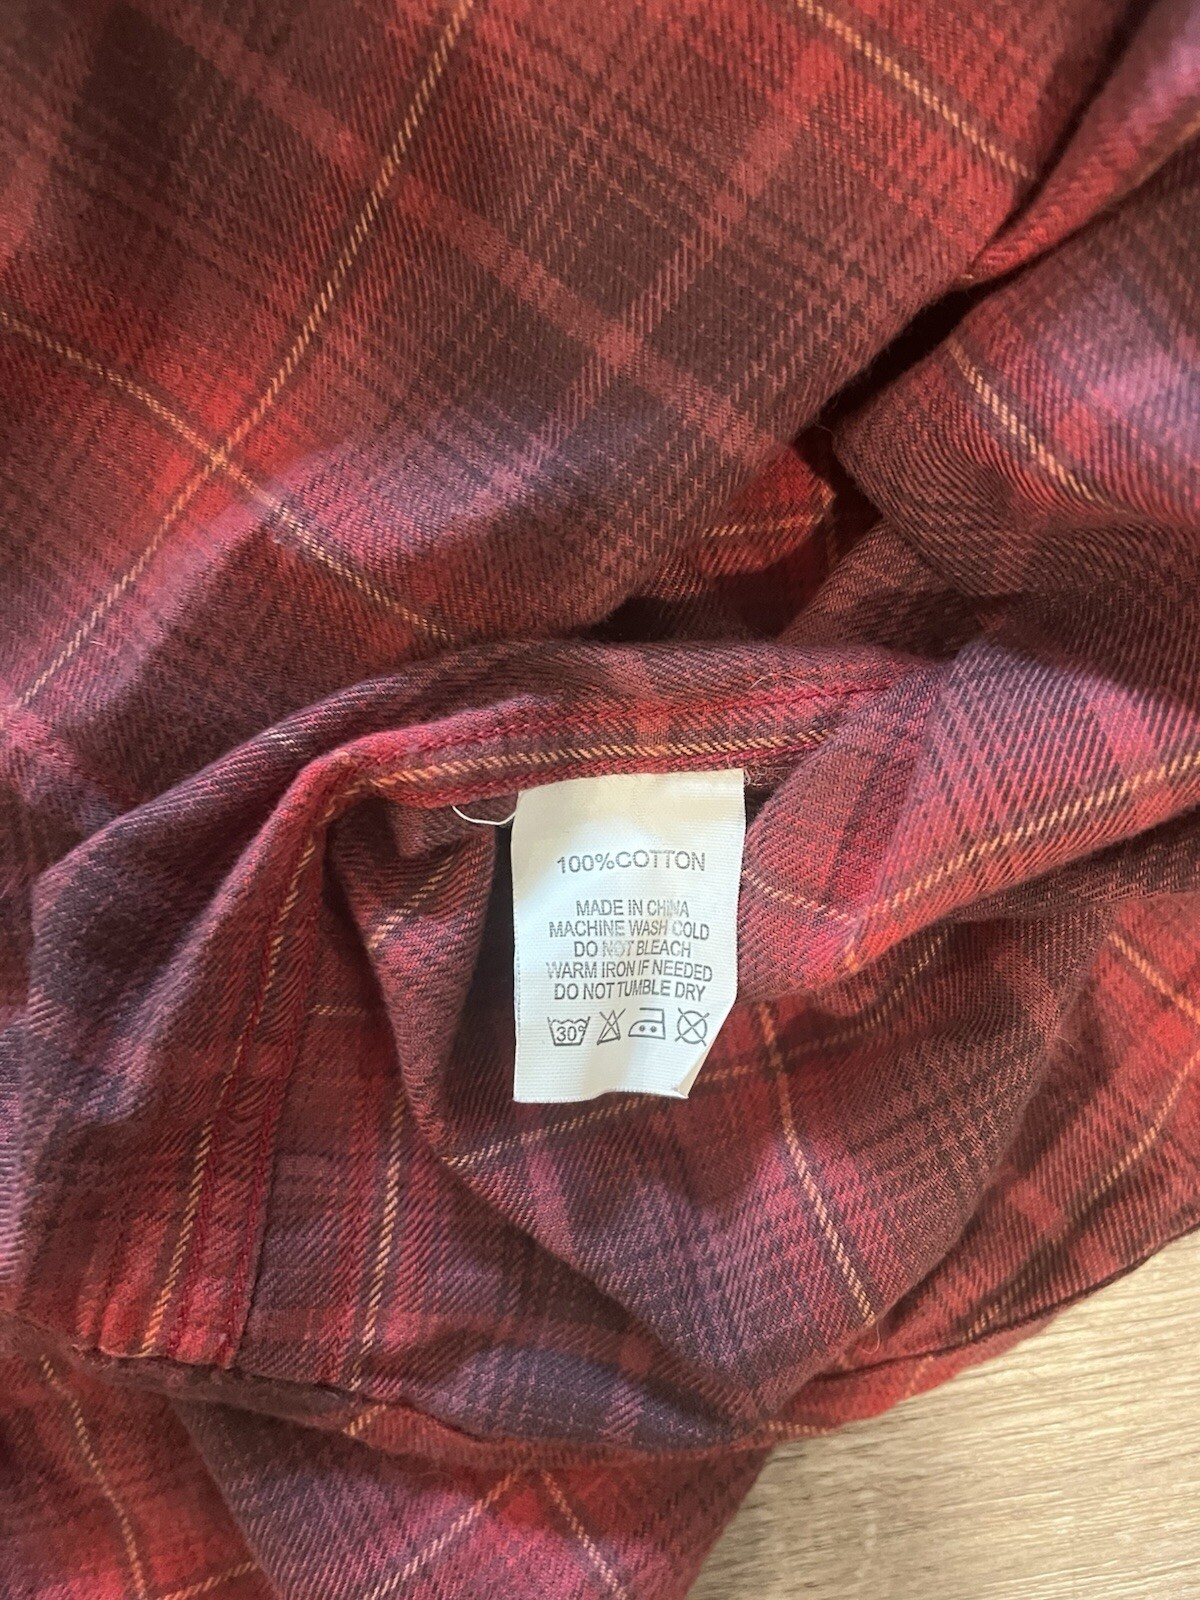 100%COTTON
MADE IN CHINA
MACHINE WASH COLD
DO NOT BLEACH
WARM IRON IF NEEDED
DO NOT TUMBLE DRY
30°